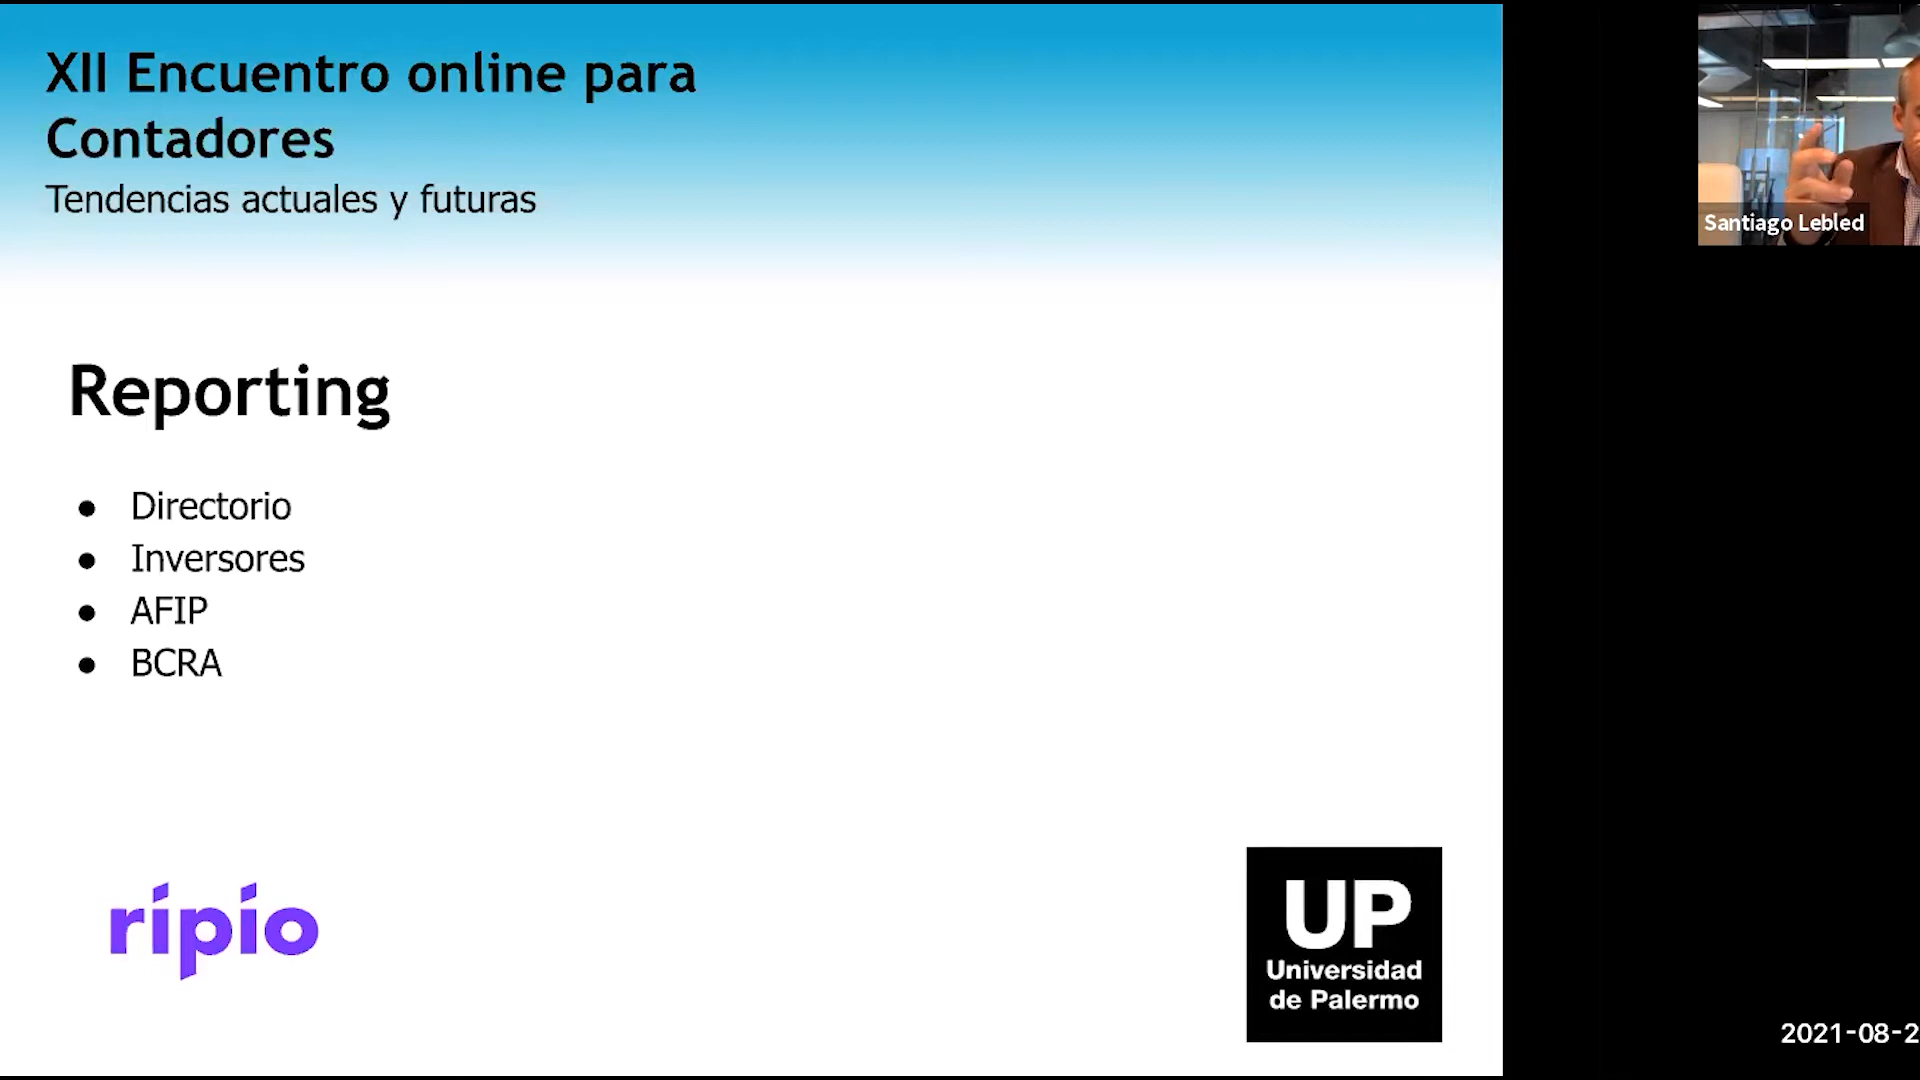 XII Encuentro online para
Contadores
Tendencias actuales y futuras
Reporting
● Directorio
● Inversores
● AFIP
● BCRA
ripio
UP
Universidad
de Palermo
Santiago Lebled
2021-08-2